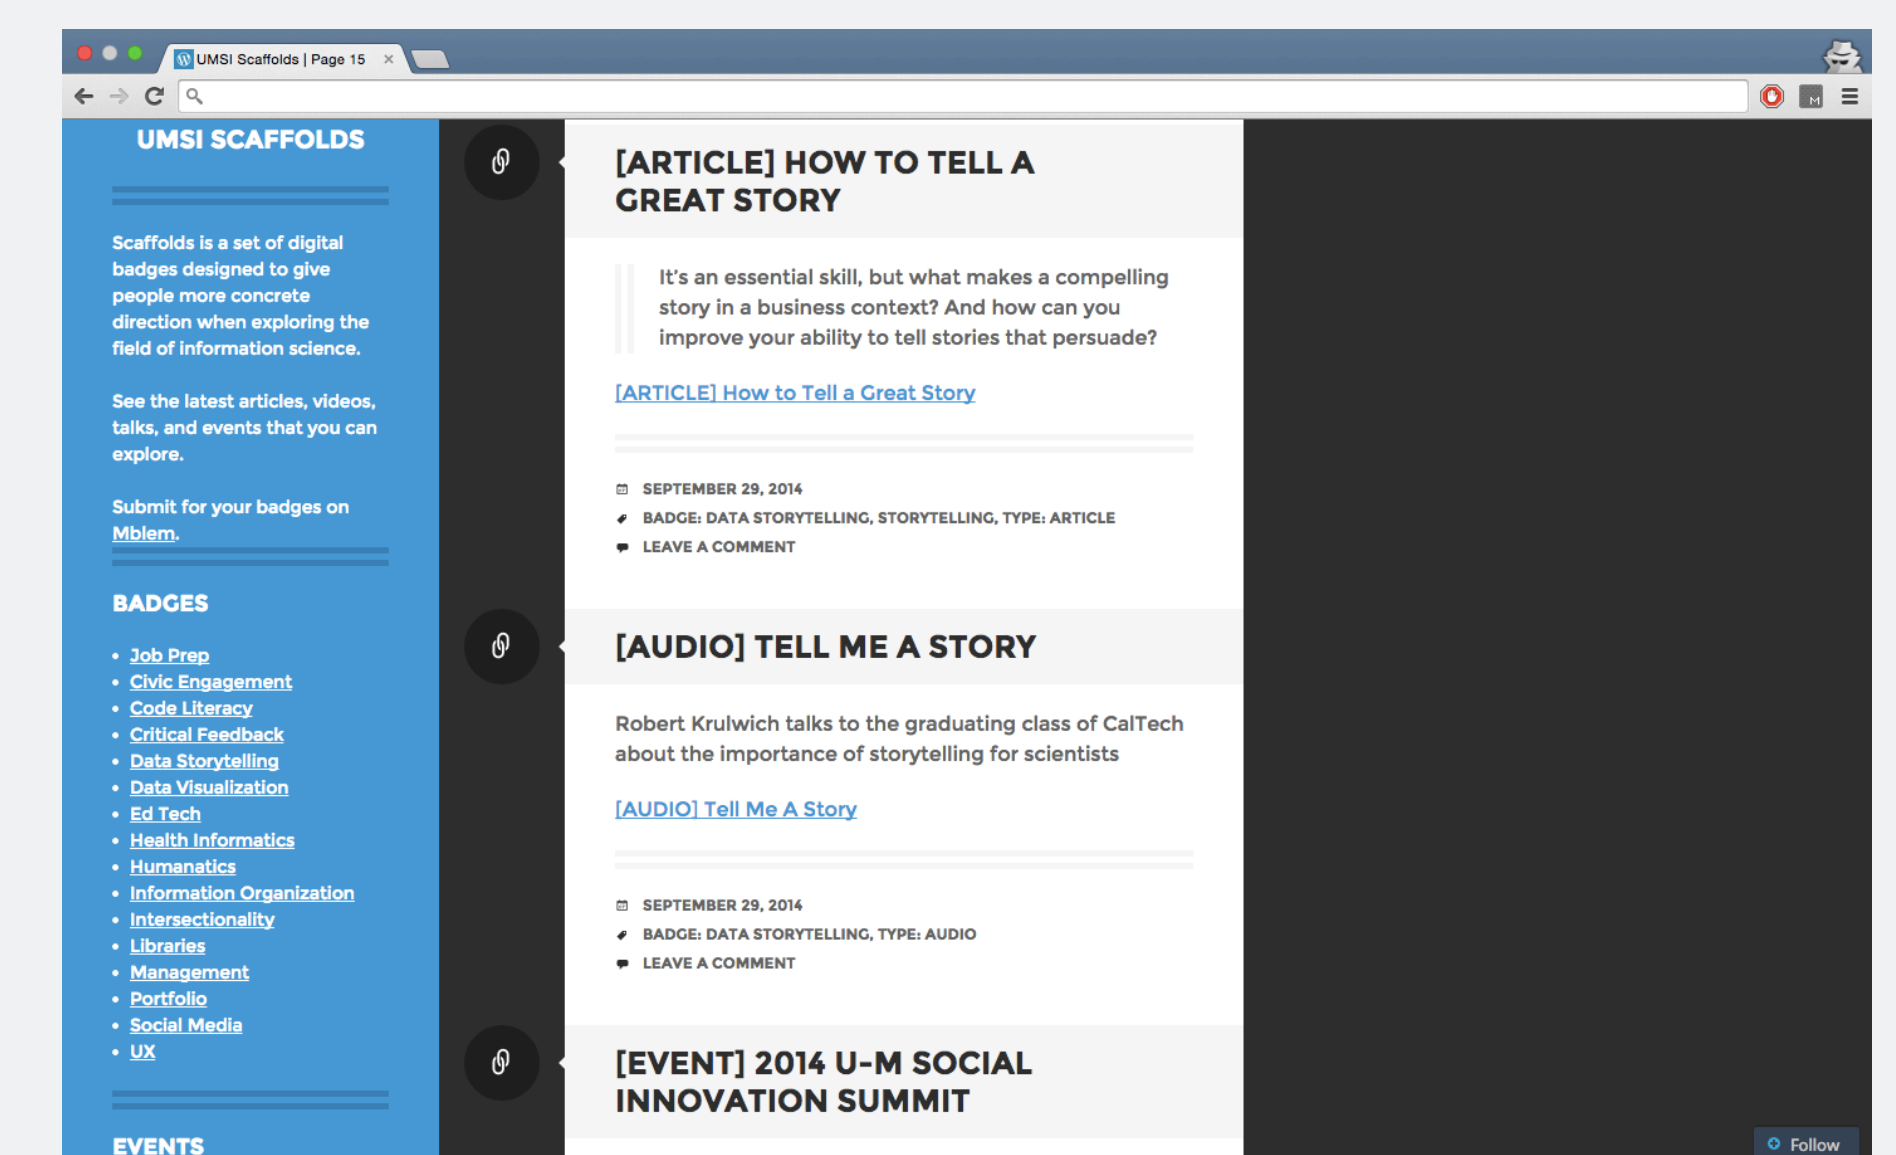 UMSI Scaffolds | Page 15
M
UMSI SCAFFOLDS
Scaffolds is a set of digital
badges designed to give
people more concrete
direction when exploring the
field of information science.
See the latest articles, videos,
talks, and events that you can
explore.
Submit for your badges on
Mblem.
BADGES
Job Prep
Civic Engagement
Code Literacy
Critical Feedback
Data Storytelling
Data Visualization
Ed Tech
Health Informatics
Humanatics
Information Organization
Intersectionality
Libraries
Management
Portfolio
Social Media
UX
EVENTS
[ARTICLE] HOW TO TELL A
GREAT STORY
It's an essential skill, but what makes a compelling
story in a business context? And how can you
improve your ability to tell stories that persuade?
[ARTICLE] How to Tell a Great Story
SEPTEMBER 29, 2014
BADGE: DATA STORYTELLING, STORYTELLING, TYPE: ARTICLE
LEAVE A COMMENT
[AUDIO] TELL ME A STORY
Robert Krulwich talks to the graduating class of CalTech
about the importance of storytelling for scientists
[AUDIO] Tell Me A Story
SEPTEMBER 29, 2014
BADGE: DATA STORYTELLING, TYPE: AUDIO
LEAVE A COMMENT
[EVENT] 2014 U-M SOCIAL
INNOVATION SUMMIT
Follow